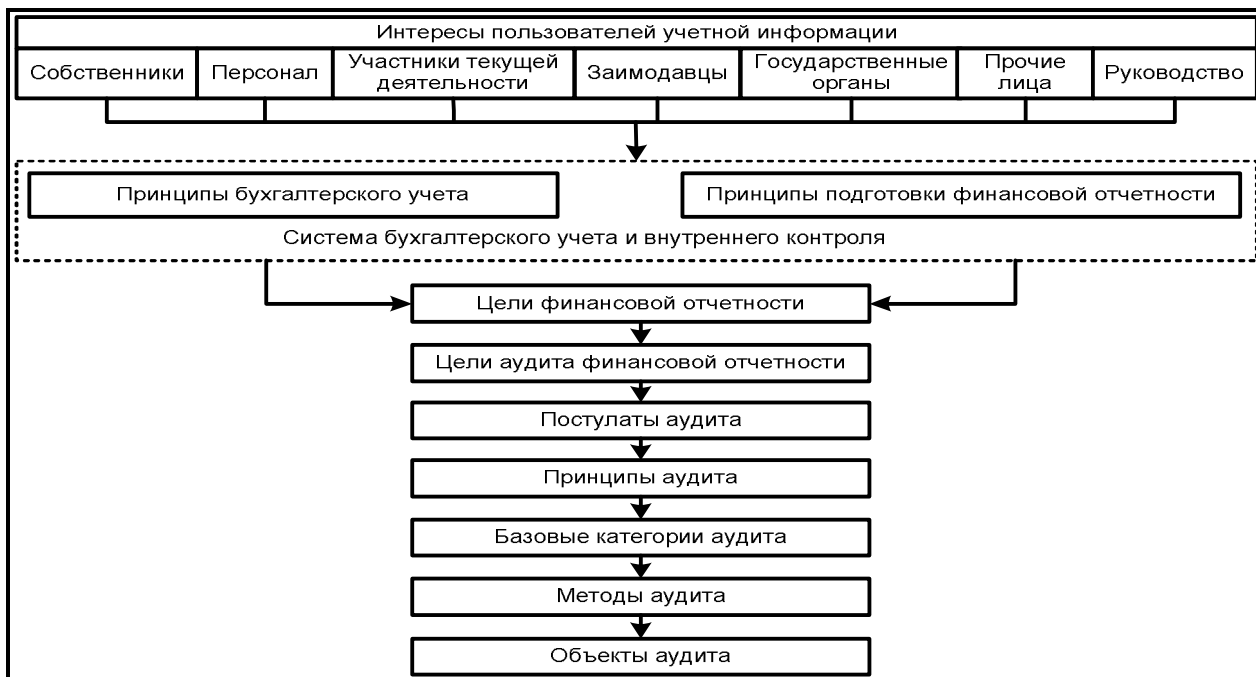 Интересы пользователей учетной информации
Собственники
Персонал
Участники текущей
деятельности
Заимодавцы
Государственные
органы
Прочие
лица
Руководство
Принципы бухгалтерского учета
Принципы подготовки финансовой отчетности
Система бухгалтерского учета и внутреннего контроля
Цели финансовой отчетности
Цели аудита финансовой отчетности
Постулаты аудита
Принципы аудита
Базовые категории аудита
Методы аудита
Объекты аудита